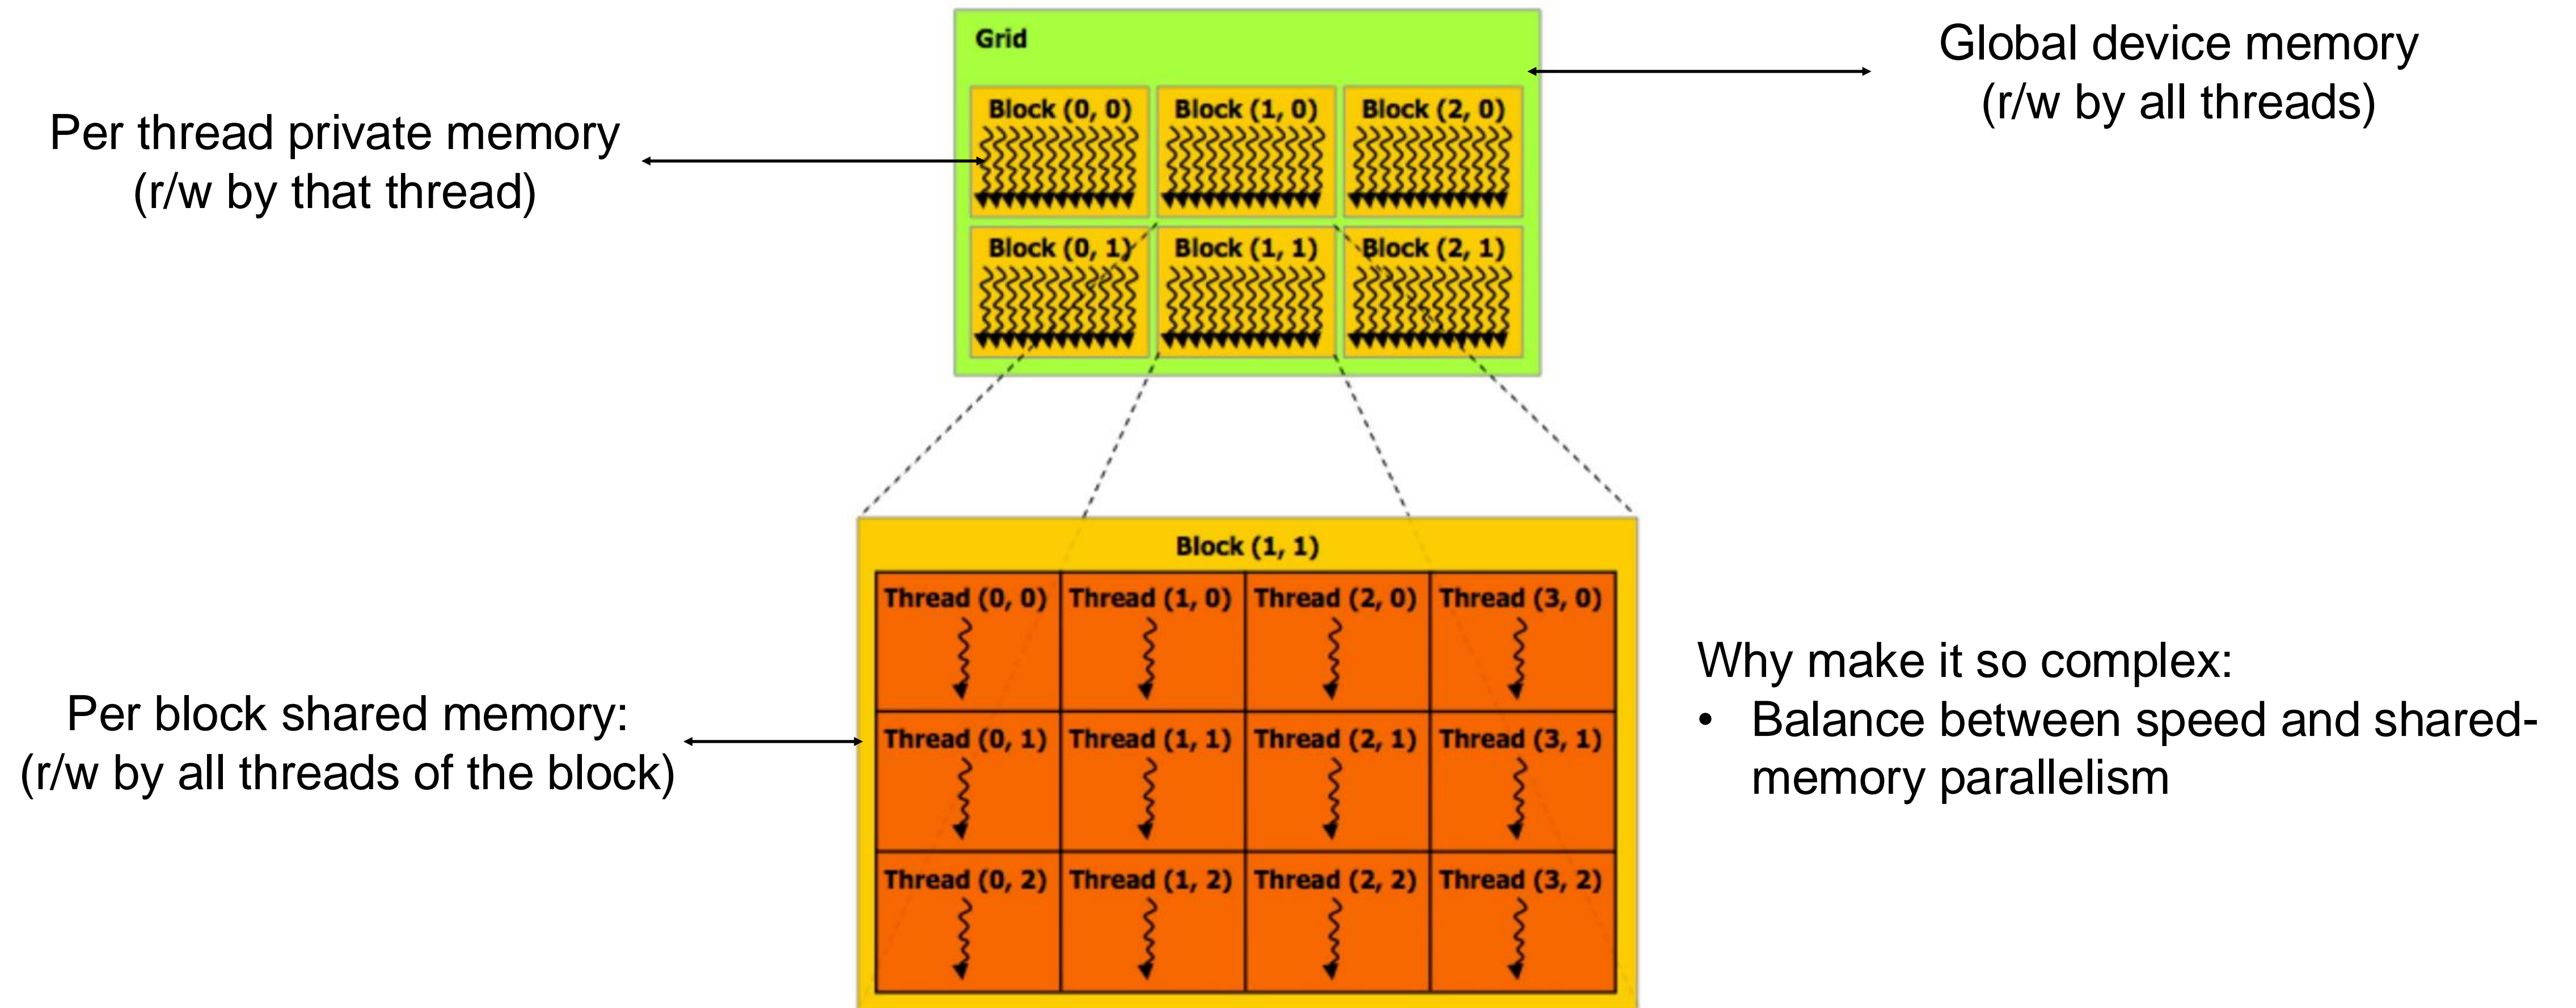 Grid
Global device memory
(r/w by all threads)
Per thread private memory
(r/w by that thread)
Block (0, 0)
Block (1, 0)
Block (2, 0)
Block (0, 1)
Block (1, 1)
Block (2, 1)
Block (1, 1)
Thread (0, 0)
Thread (1, 0)
Thread (2, 0)
Thread (3, 0)
Thread (0, 1)
Thread (1, 1)
Thread (2, 1)
Thread (3, 1)
Thread (0, 2)
Thread (1, 2)
Thread (2, 2)
Thread (3, 2)
Per block shared memory:
(r/w by all threads of the block)
Why make it so complex:
• Balance between speed and shared-
memory parallelism